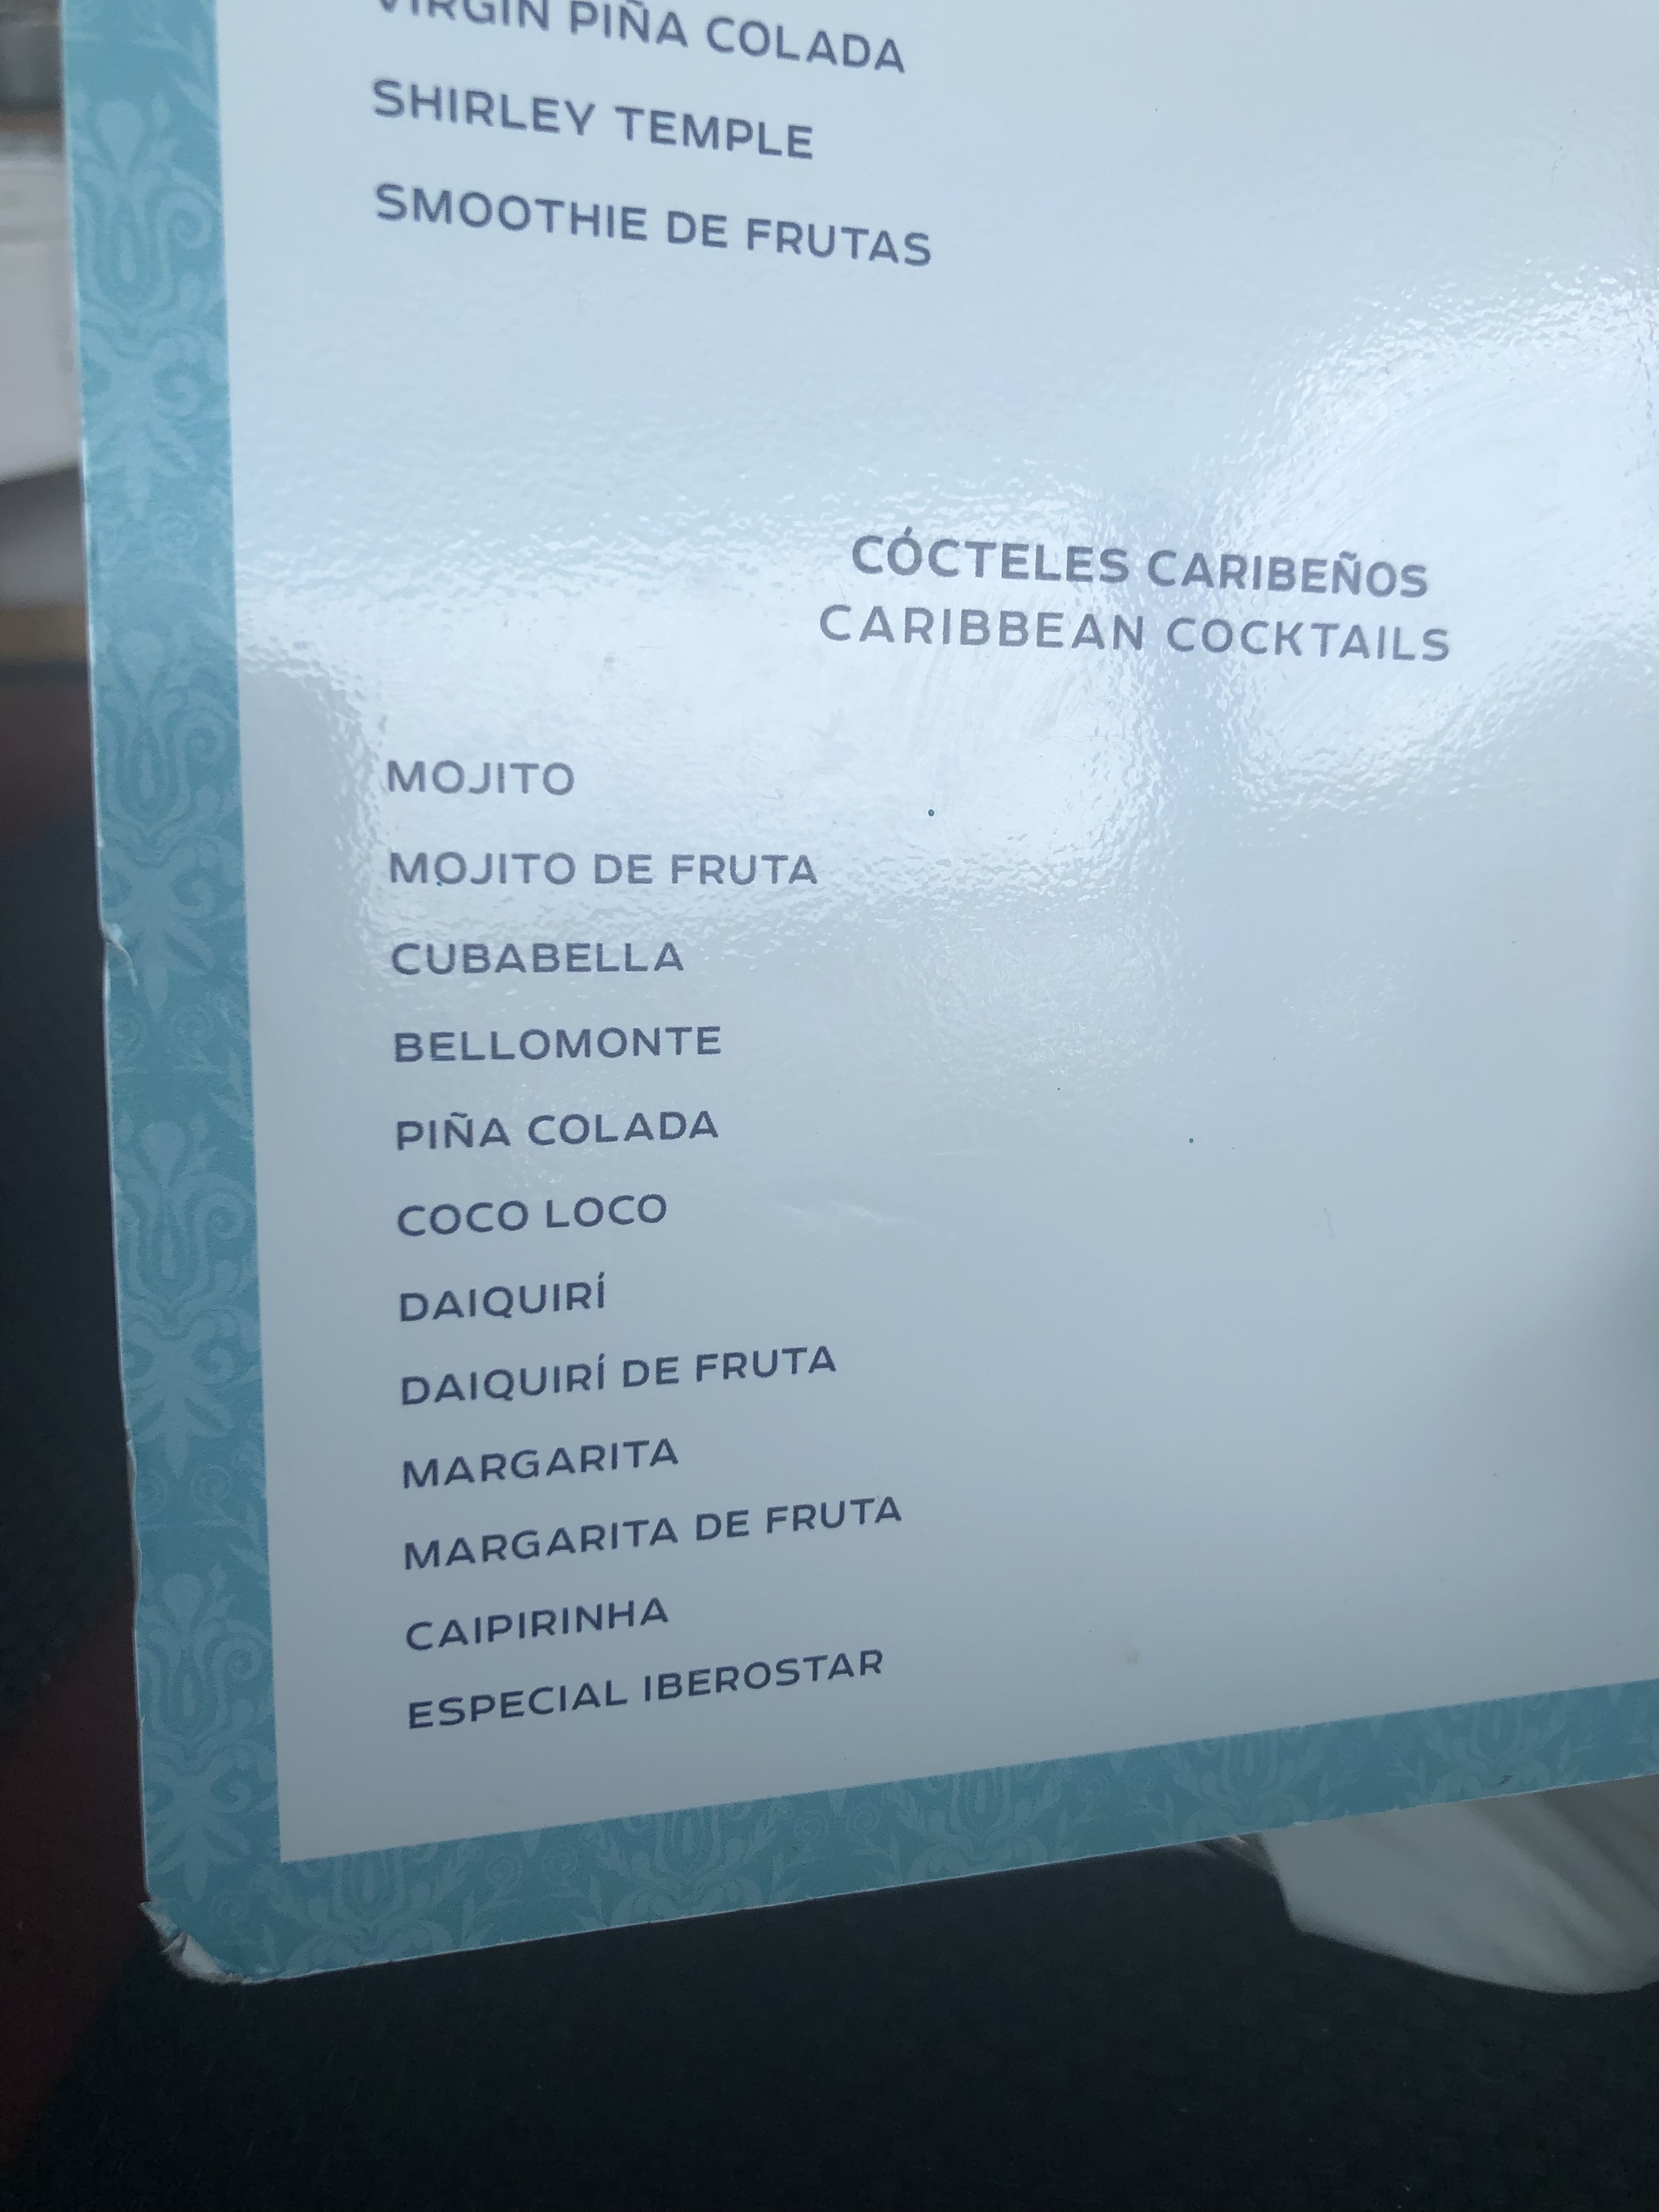 VIRGIN PIÑA COLADA
SHIRLEY TEMPLE
SMOOTHIE DE FRUTAS
CÓCTELES CARIBEÑOS
CARIBBEAN COCKTAILS
MOJITO
MOJITO DE FRUTA
CUBABELLA
BELLOMONTE
PIÑA COLADA
COCO LOCO
DAIQUIRÍ
DAIQUIRÍ DE FRUTA
MARGARITA
MARGARITA DE FRUTA
CAIPIRINHA
ESPECIAL IBEROSTAR